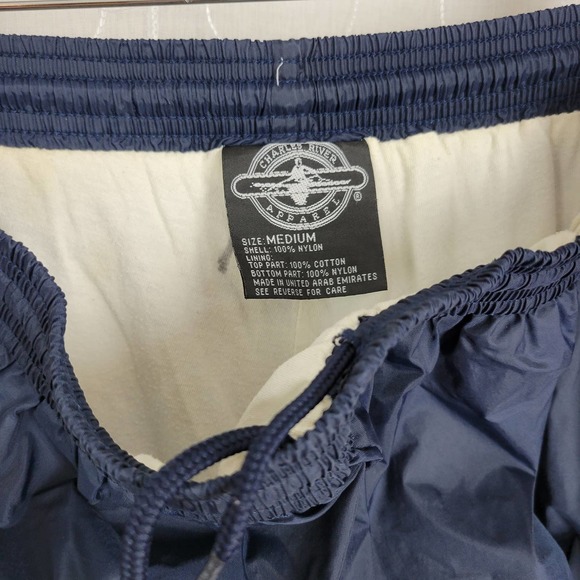 CHARLES RIVER
APPAREL
®
SIZE: MEDIUM
SHELL: 100% NYLON
LINING:
TOP PART: 100% COTTON
BOTTOM PART: 100% NYLON
MADE IN UNITED ARAB EMIRATES
SEE REVERSE FOR CARE